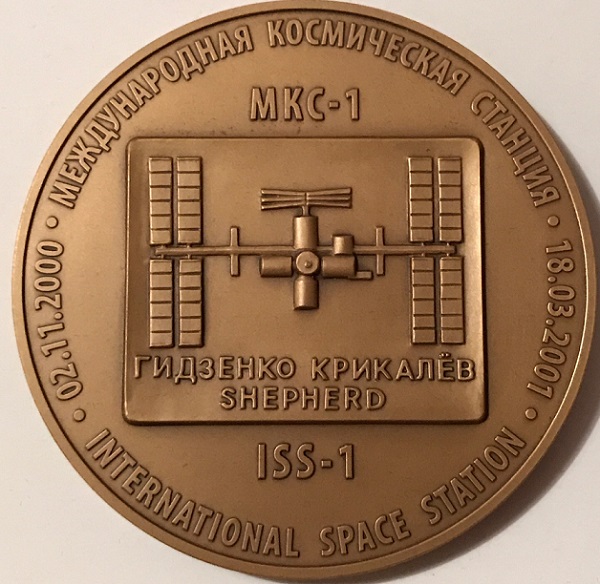 МЕЖДУНАРОДНАЯ КОСМИЧЕСКАЯ СТАНЦИЯ
МКС-1
ГИДЗЕНКО КРИКАЛЁВ
SHEPHERD
ISS-1
02.11.2000 • INTERNATIONAL SPACE STATION • 18.03.2001